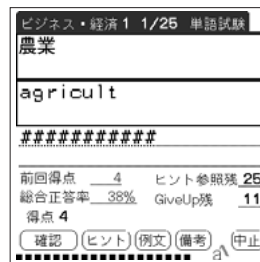 ビジネス・経済1 1/25 単語試験
農業
agricult
###########
前回得点 4 ヒント参照残 25
総合正答率 38% GiveUp残 11
得点 4
確認 ヒント 例文 備考 中止
a